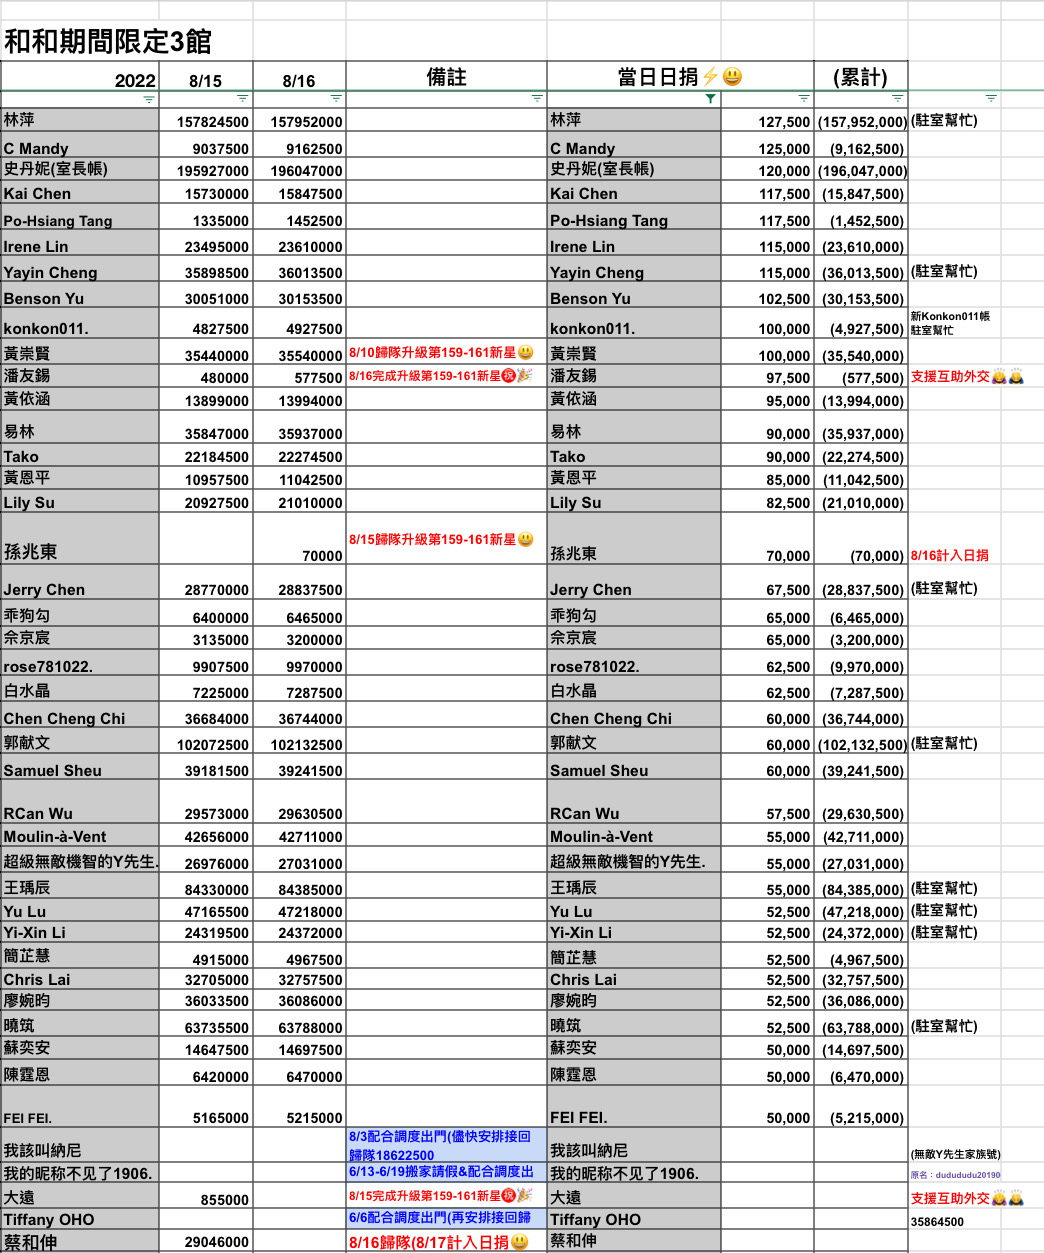 和和期間限定3館
2022 8/15 8/16 備註 當日日捐⚡😃 (累計)
林萍 157824500 157952000 林萍 127,500 (157,952,000) (駐室幫忙)
C Mandy 9037500 9162500 C Mandy 125,000 (9,162,500)
史丹妮(室長帳) 195927000 196047000 史丹妮(室長帳) 120,000 (196,047,000)
Kai Chen 15730000 15847500 Kai Chen 117,500 (15,847,500)
Po-Hsiang Tang 1335000 1452500 Po-Hsiang Tang 117,500 (1,452,500)
Irene Lin 23495000 23610000 Irene Lin 115,000 (23,610,000)
Yayin Cheng 35898500 36013500 Yayin Cheng 115,000 (36,013,500) (駐室幫忙)
Benson Yu 30051000 30153500 Benson Yu 102,500 (30,153,500)
konkon011. 4827500 4927500 konkon011. 100,000 (4,927,500) 新Konkon011帳
駐室幫忙
黃崇賢 35440000 35540000 8/10歸隊升級第159-161新星😃 黃崇賢 100,000 (35,540,000)
潘友錫 480000 577500 8/16完成升級第159-161新星㊗🎉 潘友錫 97,500 (577,500) 支援互助外交🙇‍♀️🙇
黃依涵 13899000 13994000 黃依涵 95,000 (13,994,000)
易林 35847000 35937000 易林 90,000 (35,937,000)
Tako 22184500 22274500 Tako 90,000 (22,274,500)
黃恩平 10957500 11042500 黃恩平 85,000 (11,042,500)
Lily Su 20927500 21010000 Lily Su 82,500 (21,010,000)
孫兆東 70000 8/15歸隊升級第159-161新星😃 孫兆東 70,000 (70,000) 8/16計入日捐
Jerry Chen 28770000 28837500 Jerry Chen 67,500 (28,837,500) (駐室幫忙)
乖狗勾 6400000 6465000 乖狗勾 65,000 (6,465,000)
佘京宸 3135000 3200000 佘京宸 65,000 (3,200,000)
rose781022. 9907500 9970000 rose781022. 62,500 (9,970,000)
白水晶 7225000 7287500 白水晶 62,500 (7,287,500)
Chen Cheng Chi 36684000 36744000 Chen Cheng Chi 60,000 (36,744,000)
郭献文 102072500 102132500 郭献文 60,000 (102,132,500) (駐室幫忙)
Samuel Sheu 39181500 39241500 Samuel Sheu 60,000 (39,241,500)
RCan Wu 29573000 29630500 RCan Wu 57,500 (29,630,500)
Moulin-à-Vent 42656000 42711000 Moulin-à-Vent 55,000 (42,711,000)
超級無敵機智的Y先生. 26976000 27031000 超級無敵機智的Y先生. 55,000 (27,031,000)
王瑀辰 84330000 84385000 王瑀辰 55,000 (84,385,000) (駐室幫忙)
Yu Lu 47165500 47218000 Yu Lu 52,500 (47,218,000) (駐室幫忙)
Yi-Xin Li 24319500 24372000 Yi-Xin Li 52,500 (24,372,000) (駐室幫忙)
簡芷慧 4915000 4967500 簡芷慧 52,500 (4,967,500)
Chris Lai 32705000 32757500 Chris Lai 52,500 (32,757,500)
廖婉昀 36033500 36086000 廖婉昀 52,500 (36,086,000)
曉筑 63735500 63788000 曉筑 52,500 (63,788,000) (駐室幫忙)
蘇奕安 14647500 14697500 蘇奕安 50,000 (14,697,500)
陳霆恩 6420000 6470000 陳霆恩 50,000 (6,470,000)
FEI FEI. 5165000 5215000 FEI FEI. 50,000 (5,215,000)
我該叫納尼 8/3配合調度出門(儘快安排接回
歸隊18622500 我該叫納尼 (無敵Y先生家族號)
我的昵称不见了1906. 6/13-6/19搬家請假&配合調度出 我的昵称不见了1906. 原名：dudududu20190
大遠 855000 8/15完成升級第159-161新星㊗🎉 大遠 支援互助外交🙇‍♀️🙇
Tiffany OHO 6/6配合調度出門(再安排接回歸 Tiffany OHO 35864500
蔡和伸 29046000 8/16歸隊(8/17計入日捐😃 蔡和伸